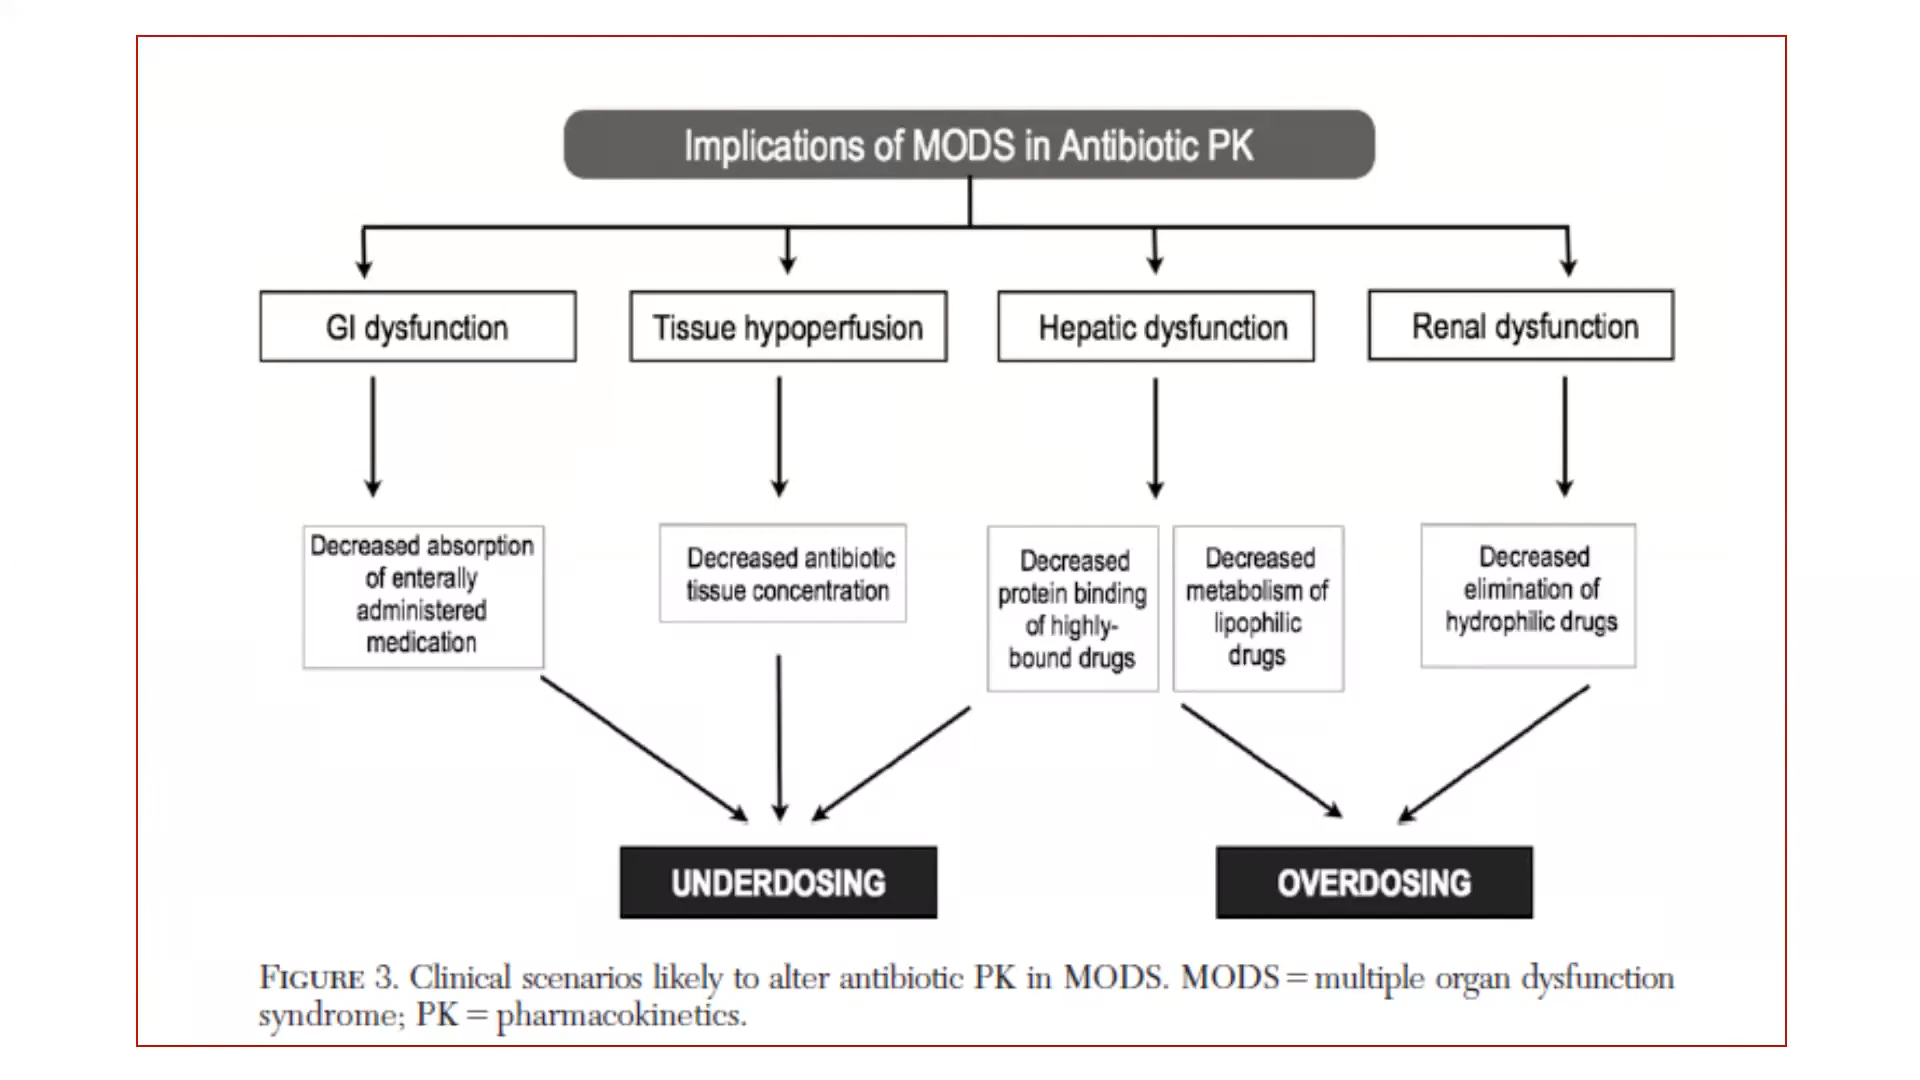 Implications of MODS in Antibiotic PK
GI dysfunction
Tissue hypoperfusion
Hepatic dysfunction
Renal dysfunction
Decreased absorption
of enterally
administered
medication
Decreased antibiotic
tissue concentration
Decreased
protein binding
of highly-
bound drugs
Decreased
metabolism of
lipophilic
drugs
Decreased
elimination of
hydrophilic drugs
UNDERDOSING
OVERDOSING
FIGURE 3. Clinical scenarios likely to alter antibiotic PK in MODS. MODS = multiple organ dysfunction
syndrome; PK = pharmacokinetics.